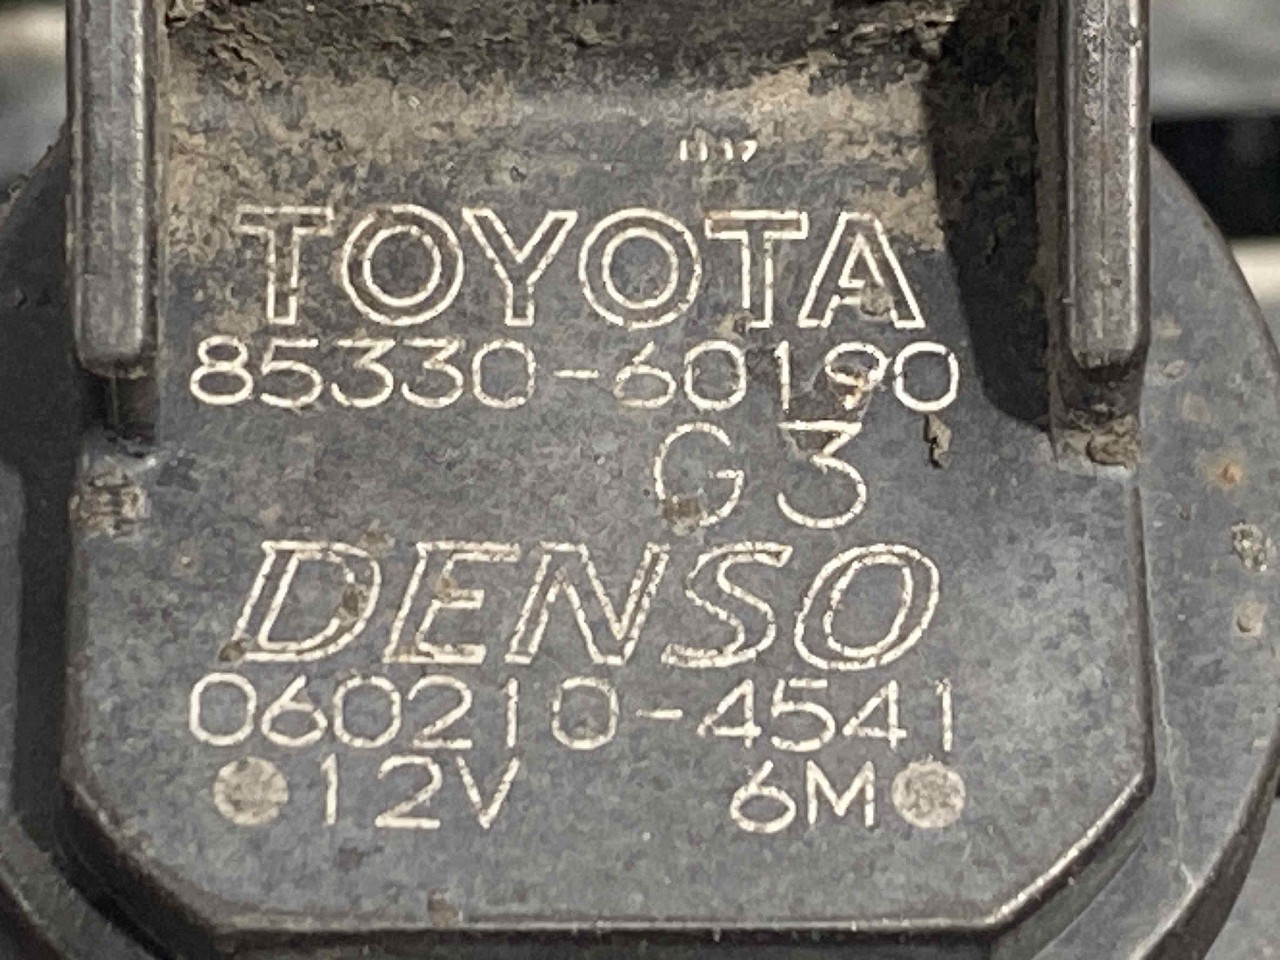 TOYOTA
85330-60190
G3
DENSO
060210-4541
12V 6M